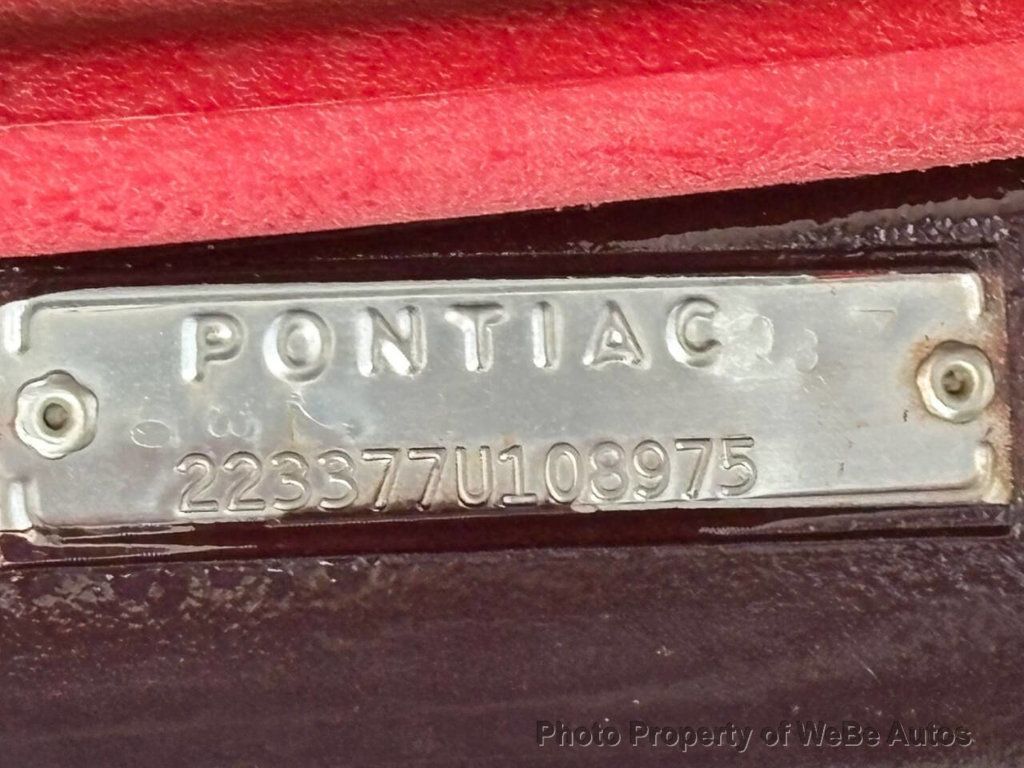 PONTIAC
223377U108975
Photo Property of WeBe Autos